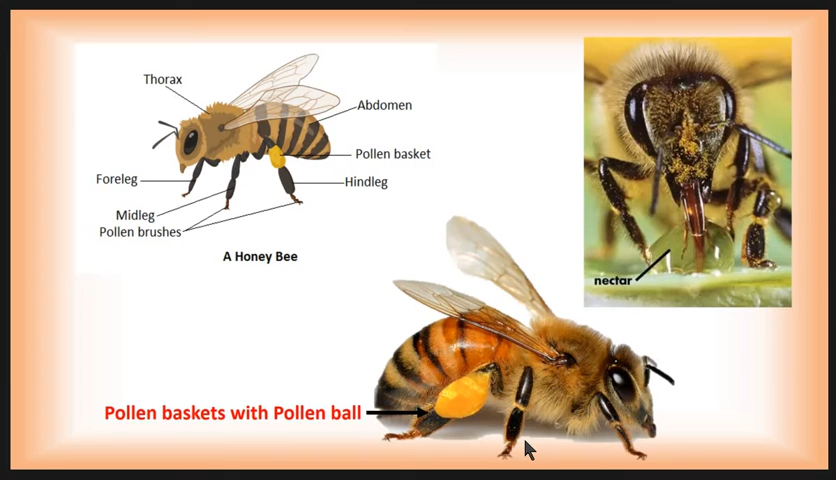 Thorax
Abdomen
Pollen basket
Foreleg
Hindleg
Midleg
Pollen brushes
A Honey Bee
nectar
Pollen baskets with Pollen ball